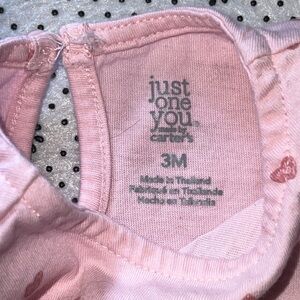 just
one
you®
made by
carter's
3M
Made in Thailand
Fabriqué en Thaïlande
Hecho en Tailandia